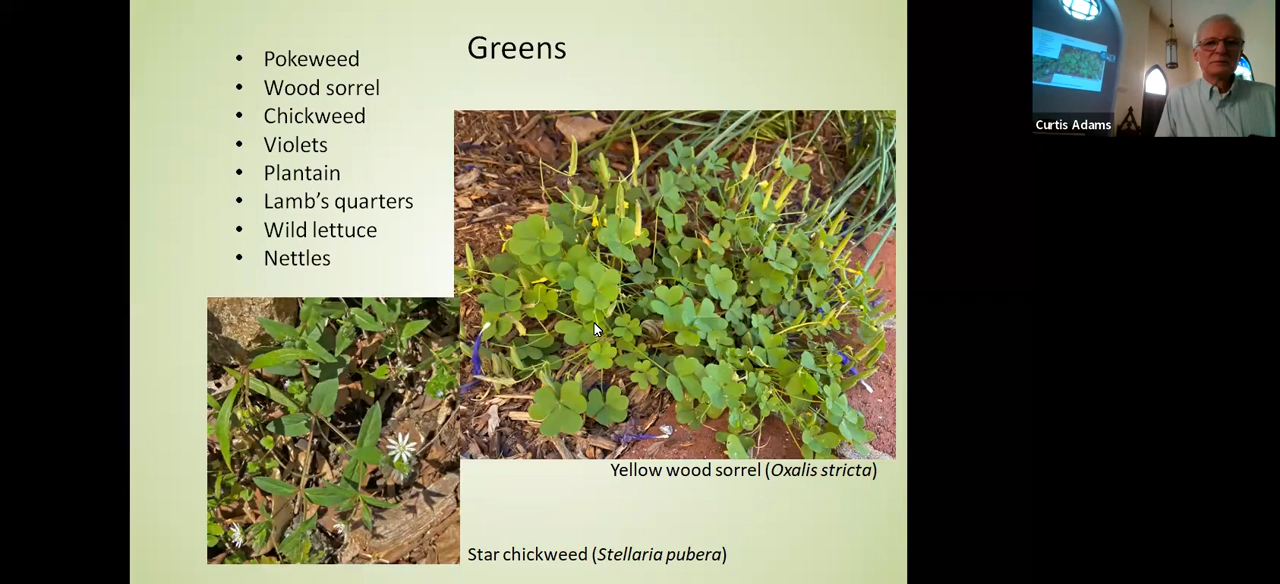 Greens
• Pokeweed
• Wood sorrel
• Chickweed
• Violets
• Plantain
• Lamb's quarters
• Wild lettuce
• Nettles
Yellow wood sorrel (Oxalis stricta)
Star chickweed (Stellaria pubera)
Curtis Adams